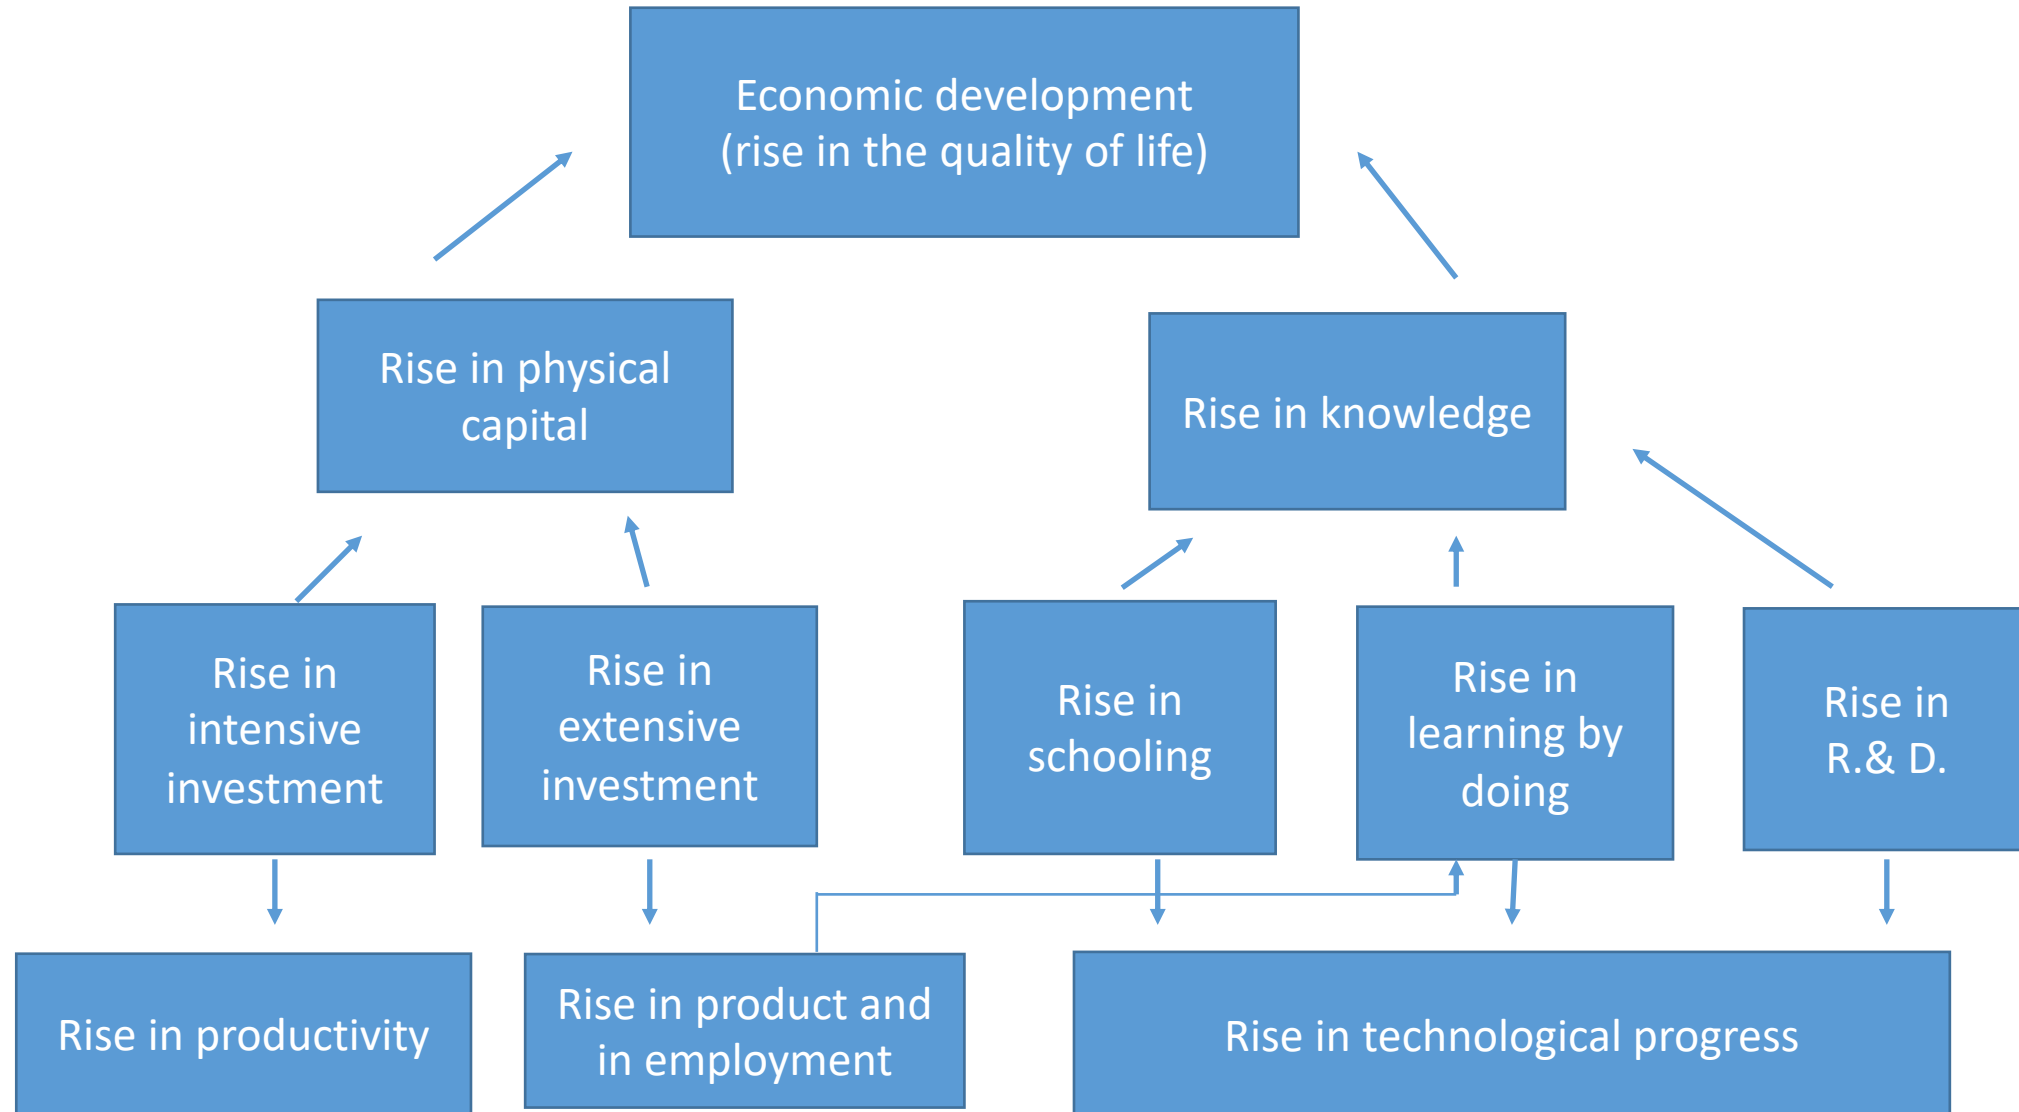 Economic development
(rise in the quality of life)
Rise in physical
capital
Rise in knowledge
Rise in
intensive
investment
Rise in
extensive
investment
Rise in
schooling
Rise in
learning by
doing
Rise in
R.& D.
Rise in productivity
Rise in product and
in employment
Rise in technological progress